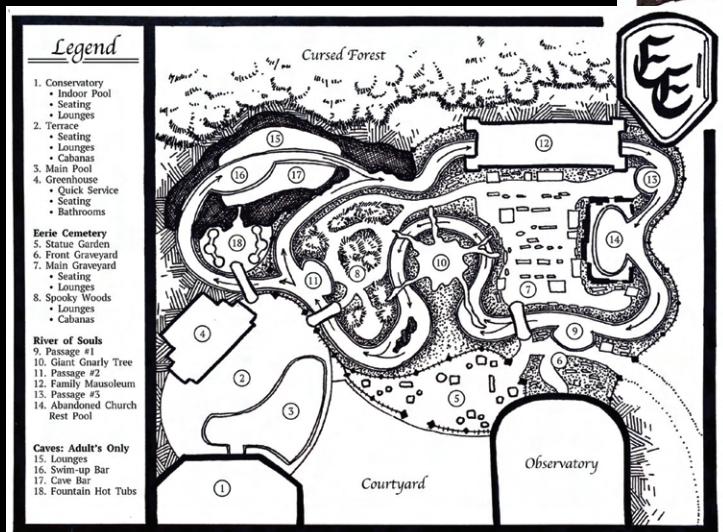 Legend
1. Conservatory
• Indoor Pool
• Seating
• Lounges
2. Terrace
• Seating
• Lounges
• Cabanas
3. Main Pool
4. Greenhouse
• Quick Service
• Seating
• Bathrooms
Eerie Cemetery
5. Statue Garden
6. Front Graveyard
7. Main Graveyard
• Seating
• Lounges
8. Spooky Woods
• Lounges
• Cabanas
River of Souls
9. Passage #1
10. Giant Gnarly Tree
11. Passage #2
12. Family Mausoleum
13. Passage #3
14. Abandoned Church
Rest Pool
Caves: Adult's Only
15. Lounges
16. Swim-up Bar
17. Cave Bar
18. Fountain Hot Tubs
Cursed Forest
EE
15
12
16
17
13
18
14
10
8
11
7
4
9
6
2
5
3
Observatory
Courtyard
1